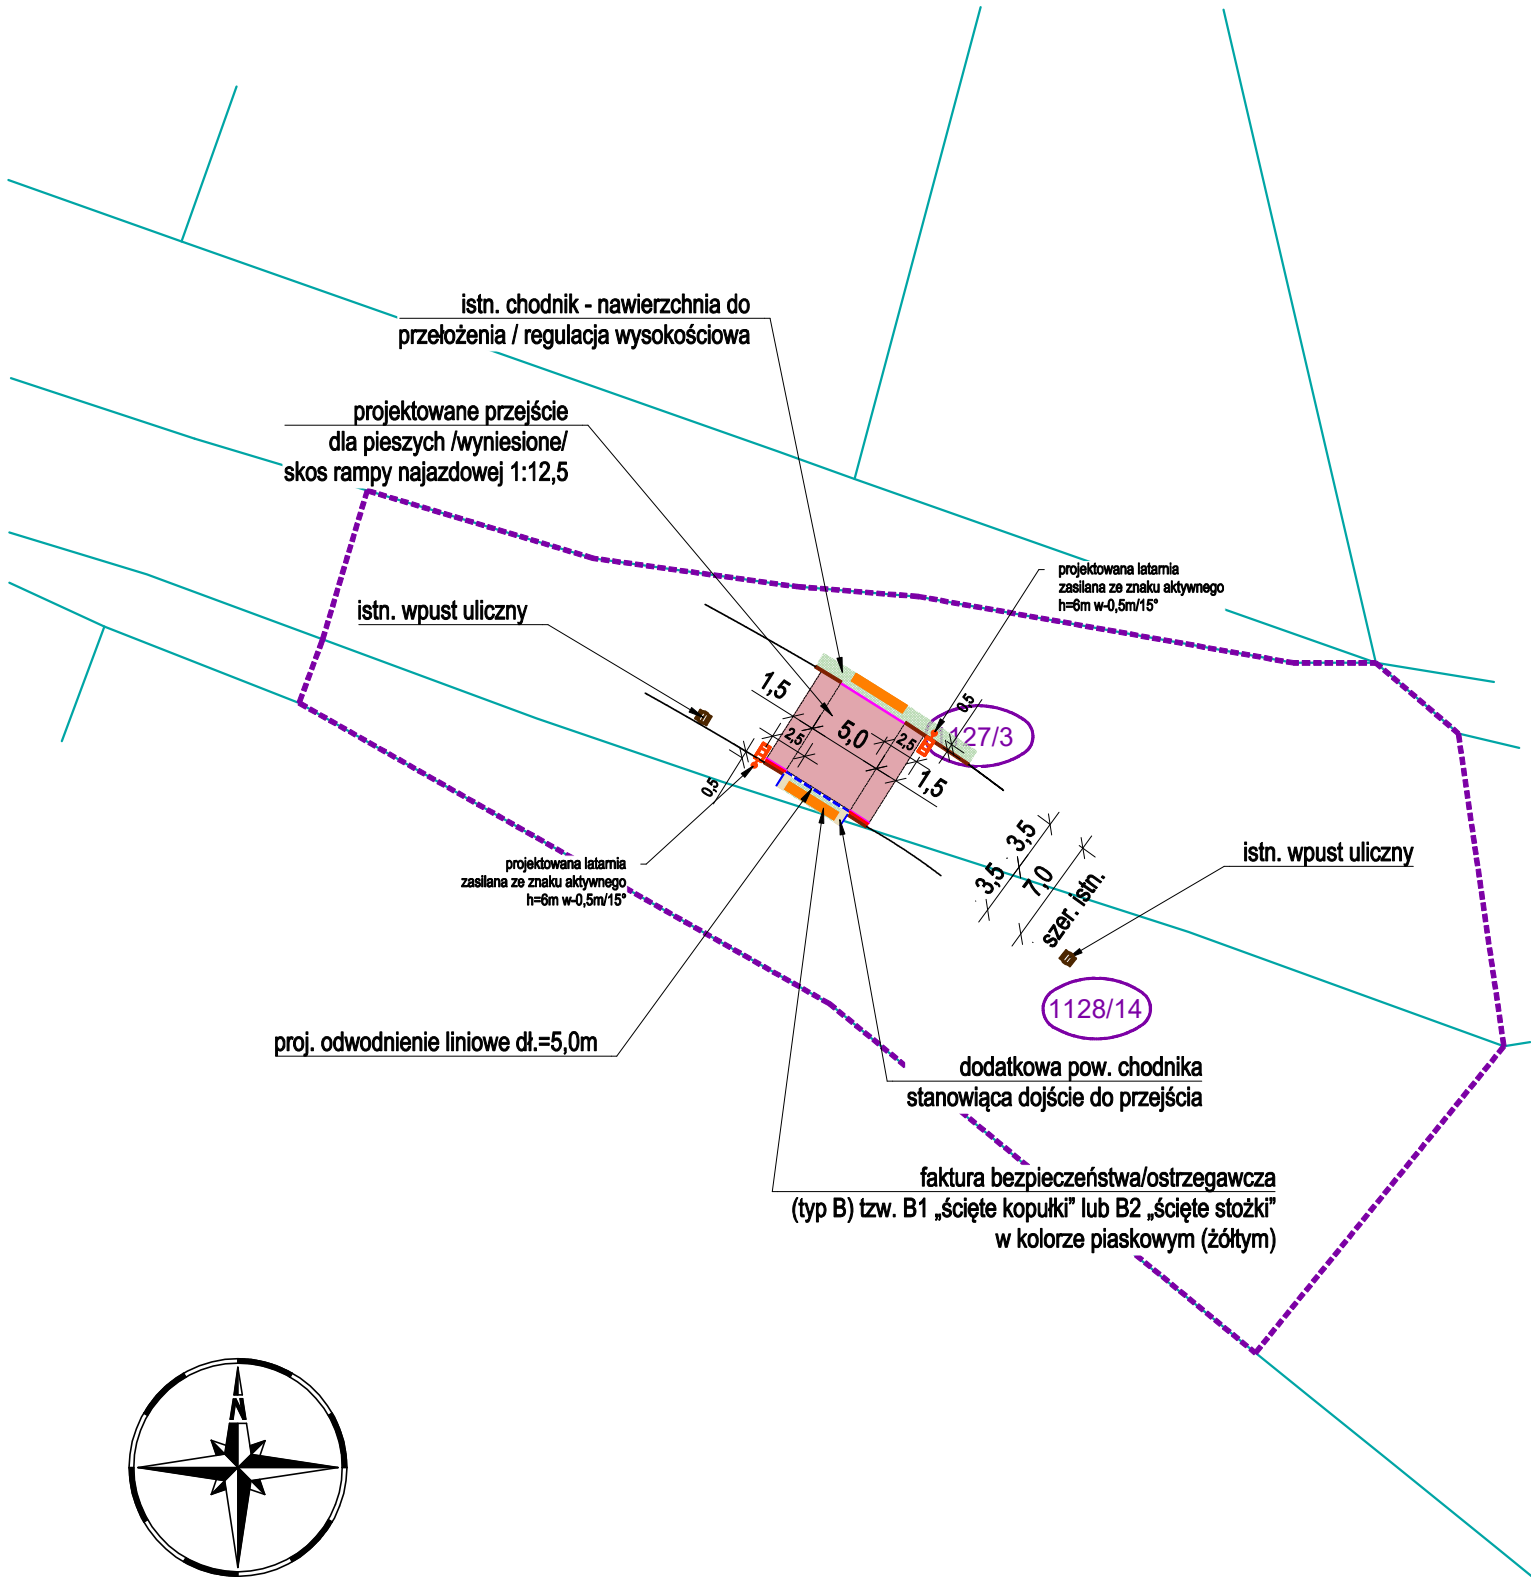 istn. chodnik - nawierzchnia do
przełożenia / regulacja wysokościowa
projektowane przejście
dla pieszych /wyniesione/
skos rampy najazdowej 1:12,5
projektowana latarnia
zasilana ze znaku aktywnego
h=6m w-0,5m/15°
istn. wpust uliczny
1,5
0,5
127/3
5,0
2,5
2,5
1,5
0,5
3,5
3,5
7,0
szer. istn.
istn. wpust uliczny
projektowana latarnia
zasilana ze znaku aktywnego
h=6m w-0,5m/15°
1128/14
proj. odwodnienie liniowe dł.=5,0m
dodatkowa pow. chodnika
stanowiąca dojście do przejścia
faktura bezpieczeństwa/ostrzegawcza
(typ B) tzw. B1 „ścięte kopułki” lub B2 „ścięte stożki”
w kolorze piaskowym (żółtym)
N